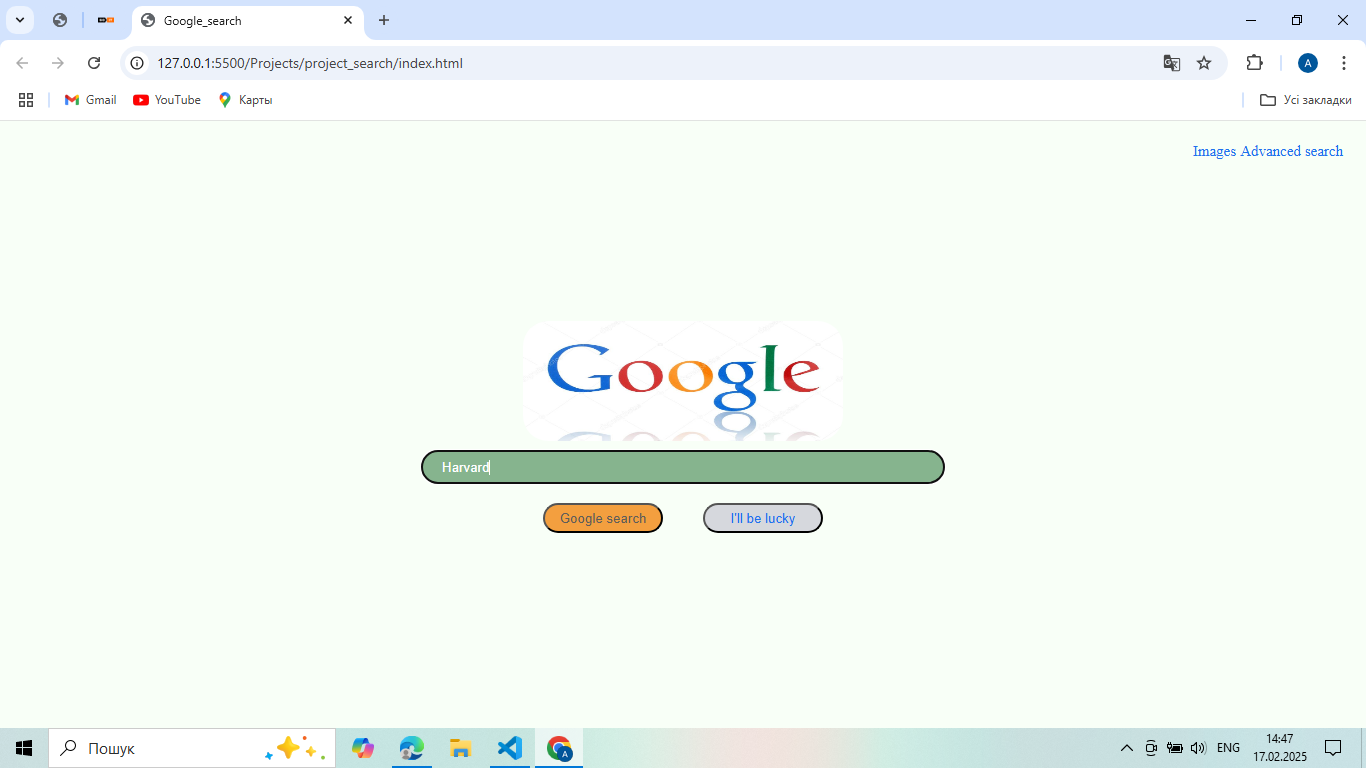 Google_search
127.0.0.1:5500/Projects/project_search/index.html
A
Gmail YouTube Карты Усі закладки
Images Advanced search
Google
Harvard
Google search I'll be lucky
Пошук A ENG 14:47
17.02.2025